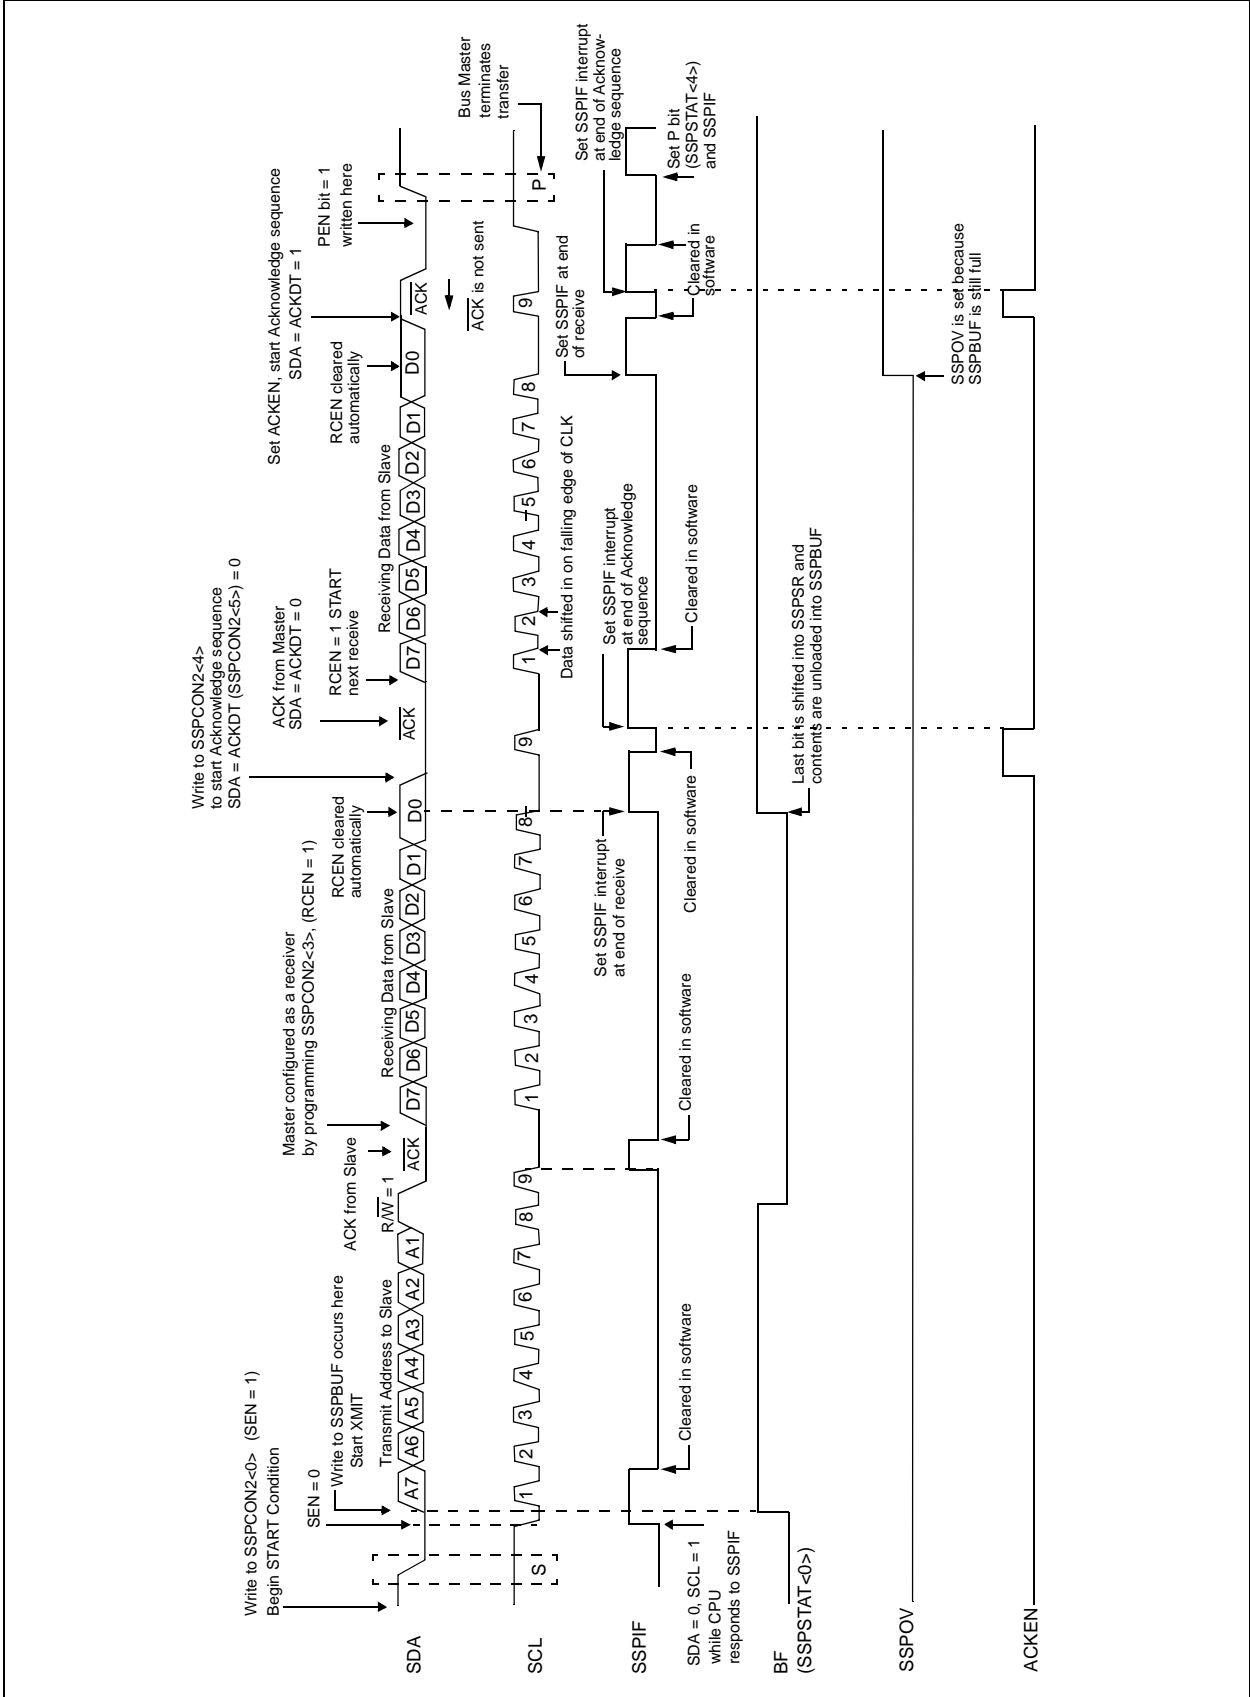 Write to SSPCON2<0> (SEN = 1)
Begin START Condition
SEN = 0
Write to SSPBUF occurs here
Start XMIT
Transmit Address to Slave
R/W = 1
ACK from Slave
Master configured as a receiver
by programming SSPCON2<3>, (RCEN = 1)
Receiving Data from Slave
RCEN cleared
automatically
Write to SSPCON2<4>
to start Acknowledge sequence
SDA = ACKDT (SSPCON2<5>) = 0
ACK from Master
SDA = ACKDT = 0
RCEN = 1 START
next receive
Receiving Data from Slave
RCEN cleared
automatically
Set ACKEN, start Acknowledge sequence
SDA = ACKDT = 1
PEN bit = 1
written here
SDA
A7 A6 A5 A4 A3 A2 A1
ACK
D7 D6 D5 D4 D3 D2 D1 D0
ACK
D7 D6 D5 D4 D3 D2 D1 D0
ACK
ACK is not sent
Bus Master
terminates
transfer
SCL
S
1 2 3 4 5 6 7 8 9
1 2 3 4 5 6 7 8 9
1 2 3 4 5 6 7 8 9
P
Data shifted in on falling edge of CLK
Set SSPIF interrupt
at end of receive
Set SSPIF interrupt
at end of Acknowledge
sequence
Set SSPIF at end
of receive
Set SSPIF interrupt
at end of Acknow-
ledge sequence
SSPIF
SDA = 0, SCL = 1
while CPU
responds to SSPIF
Cleared in software
Cleared in software
Cleared in software
Cleared in software
Cleared in
software
Set P bit
(SSPSTAT<4>)
and SSPIF
BF
(SSPSTAT<0>)
Last bit is shifted into SSPSR and
contents are unloaded into SSPBUF
SSPOV
SSPOV is set because
SSPBUF is still full
ACKEN